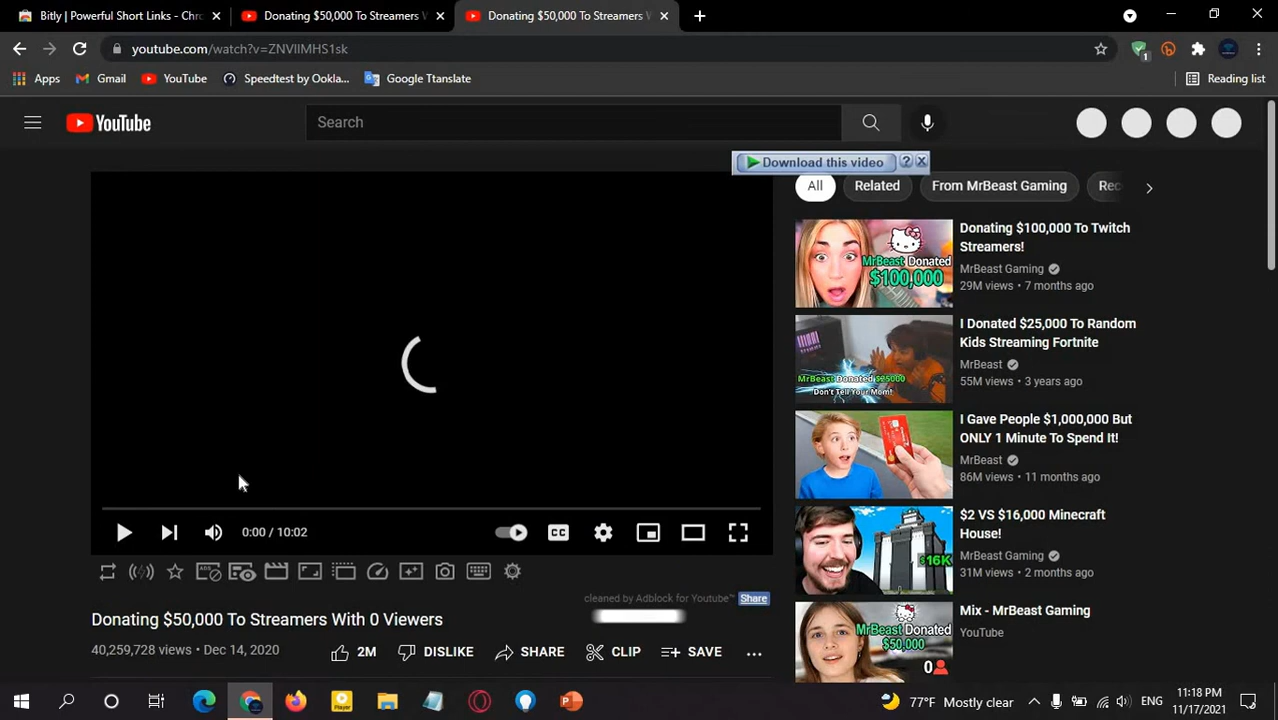 Bitly | Powerful Short Links - Chro
Donating $50,000 To Streamers W
Donating $50,000 To Streamers W
youtube.com/watch?v=ZNVIIMHS1sk
1
Apps
Gmail
YouTube
Speedtest by Ookla...
Google Ttanslate
Reading list
YouTube
Search
Download this video
?
All
Related
From MrBeast Gaming
Rec
MrBeast Donated
$100,000
Donating $100,000 To Twitch
Streamers!
MrBeast Gaming
29M views • 7 months ago
MrBeast Donated $25000
Don't Tell Your Mom!
I Donated $25,000 To Random
Kids Streaming Fortnite
MrBeast
55M views • 3 years ago
I Gave People $1,000,000 But
ONLY 1 Minute To Spend It!
MrBeast
86M views • 11 months ago
$16K
$2 VS $16,000 Minecraft
House!
MrBeast Gaming
31M views • 2 months ago
MrBeast Donated
$50,000
0
Mix - MrBeast Gaming
YouTube
0:00 / 10:02
CC
ABS
cleaned by Adblock for Youtube™
Share
Donating $50,000 To Streamers With 0 Viewers
40,259,728 views • Dec 14, 2020
2M
DISLIKE
SHARE
CLIP
SAVE
Player
77°F Mostly clear
ENG
11:18 PM
11/17/2021